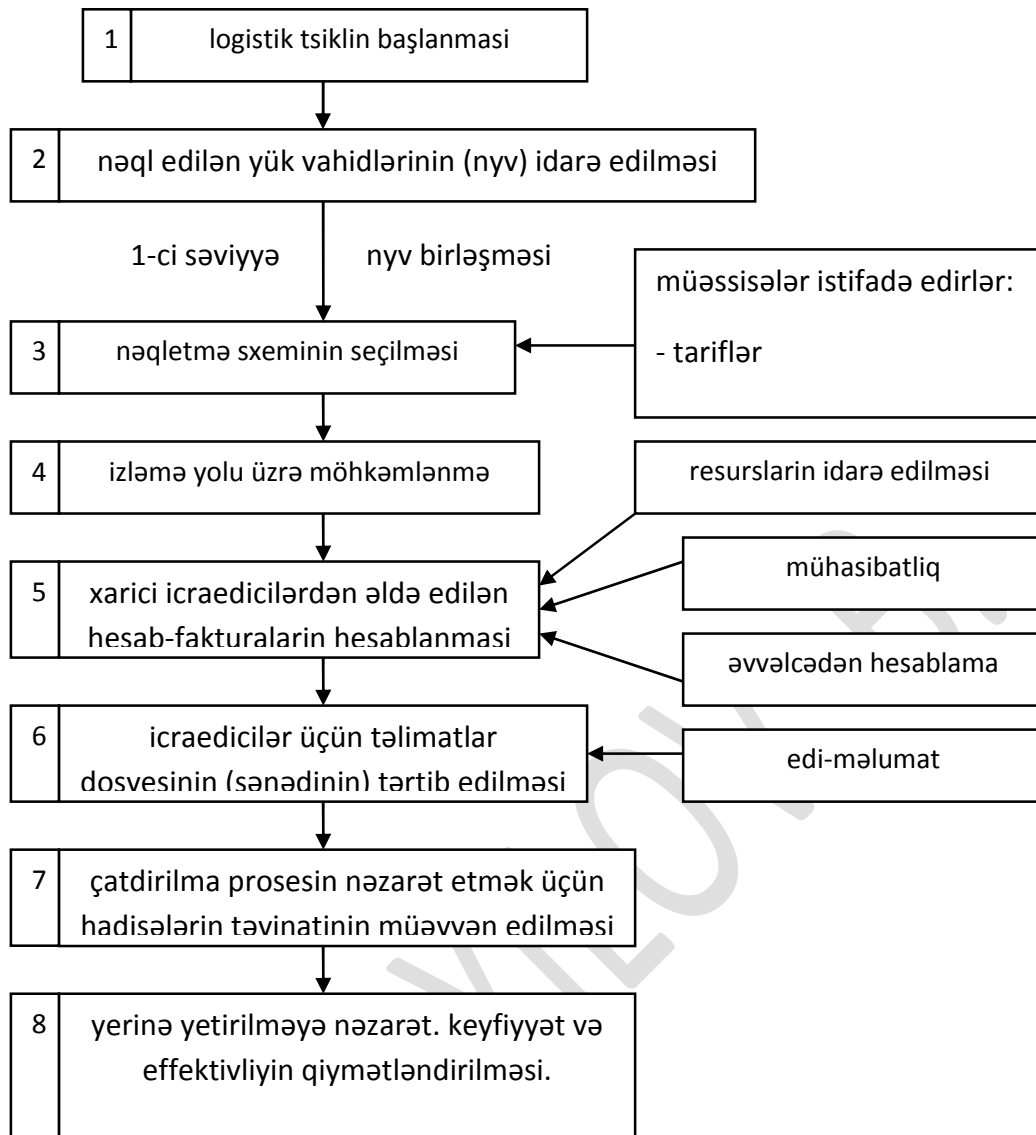 1 logistik tsiklin başlanmasi
2 nəql edilən yük vahidlərinin (nyv) idarə edilməsi
1-ci səviyyə nyv birləşməsi
müəssisələr istifadə edirlər:
- tariflər
3 nəqletmə sxeminin seçilməsi
4 izləmə yolu üzrə möhkəmlənmə
resurslarin idarə edilməsi
mühasibatliq
5 xarici icraedicilərdən əldə edilən
hesab-fakturalarin hesablanmasi
əvvəlcədən hesablama
6 icraedicilər üçün təlimatlar
dosyesinin (sənədinin) tərtib edilməsi
edi-məlumat
7 çatdirilma prosesin nəzarət etmək üçün
hadisələrin təyinatinin müəyyən edilməsi
8 yerinə yetirilməyə nəzarət. keyfiyyət və
effektivliyin qiymətləndirilməsi.